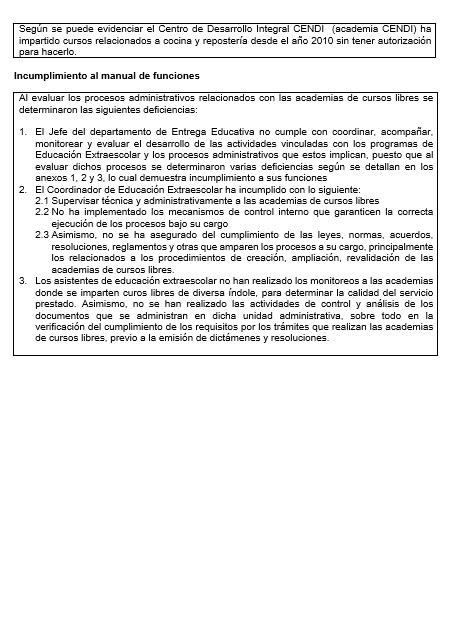 Según se puede evidenciar el Centro de Desarrollo Integral CENDI  (academia CENDI) ha
impartido cursos relacionados a cocina y repostería desde el año 2010 sin tener autorización
para hacerlo.
Incumplimiento al manual de funciones
Al evaluar los procesos administrativos relacionados con las academias de cursos libres se
determinaron las siguientes deficiencias:
1. El Jefe del departamento de Entrega Educativa no cumple con coordinar, acompañar,
monitorear y evaluar el desarrollo de las actividades vinculadas con los programas de
Educación Extraescolar y los procesos administrativos que estos implican, puesto que al
evaluar dichos procesos se determinaron varias deficiencias según se detallan en los
anexos 1, 2 y 3, lo cual demuestra incumplimiento a sus funciones
2. El Coordinador de Educación Extraescolar ha incumplido con lo siguiente:
2.1 Supervisar técnica y administrativamente a las academias de cursos libres
2.2 No ha implementado los mecanismos de control interno que garanticen la correcta
ejecución de los procesos bajo su cargo
2.3 Asimismo, no se ha asegurado del cumplimiento de las leyes, normas, acuerdos,
resoluciones, reglamentos y otras que amparen los procesos a su cargo, principalmente
los relacionados a los procedimientos de creación, ampliación, revalidación de las
academias de cursos libres.
3. Los asistentes de educación extraescolar no han realizado los monitoreos a las academias
donde se imparten curos libres de diversa índole, para determinar la calidad del servicio
prestado. Asimismo, no se han realizado las actividades de control y análisis de los
documentos que se administran en dicha unidad administrativa, sobre todo en la
verificación del cumplimiento de los requisitos por los trámites que realizan las academias
de cursos libres, previo a la emisión de dictámenes y resoluciones.